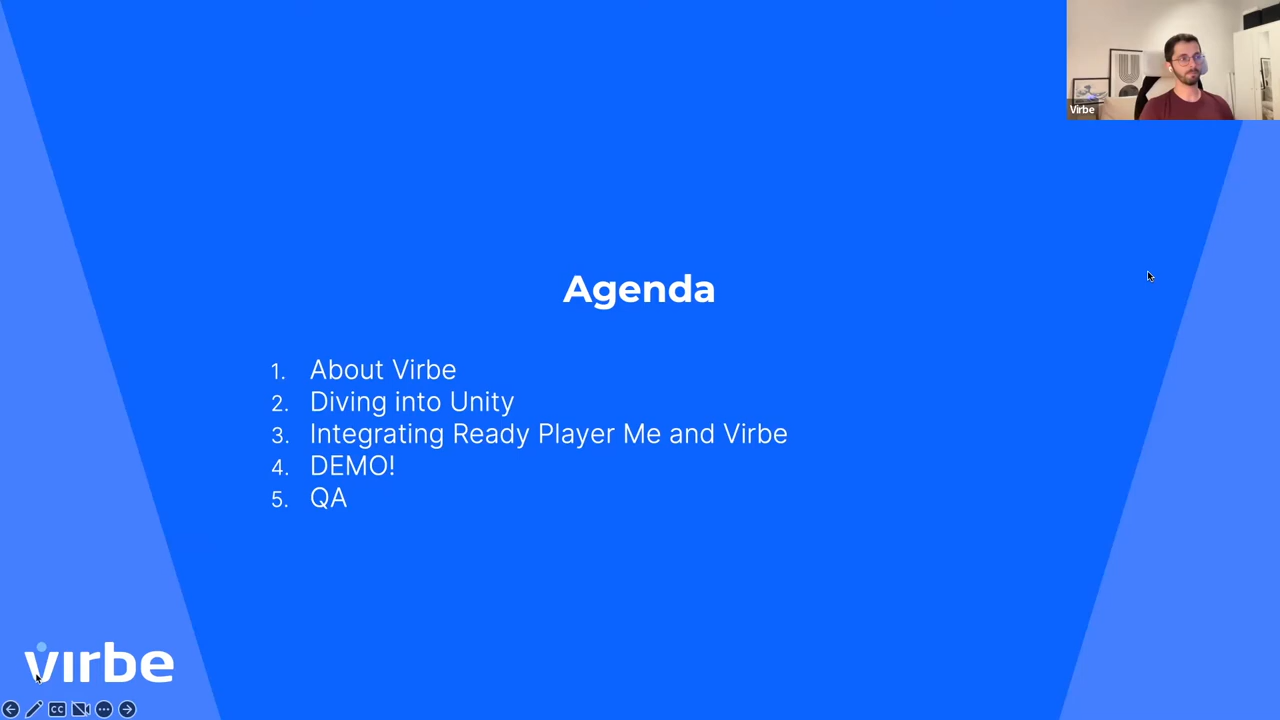 Virbe
Agenda
1. About Virbe
2. Diving into Unity
3. Integrating Ready Player Me and Virbe
4. DEMO!
5. QA
virbe
CC